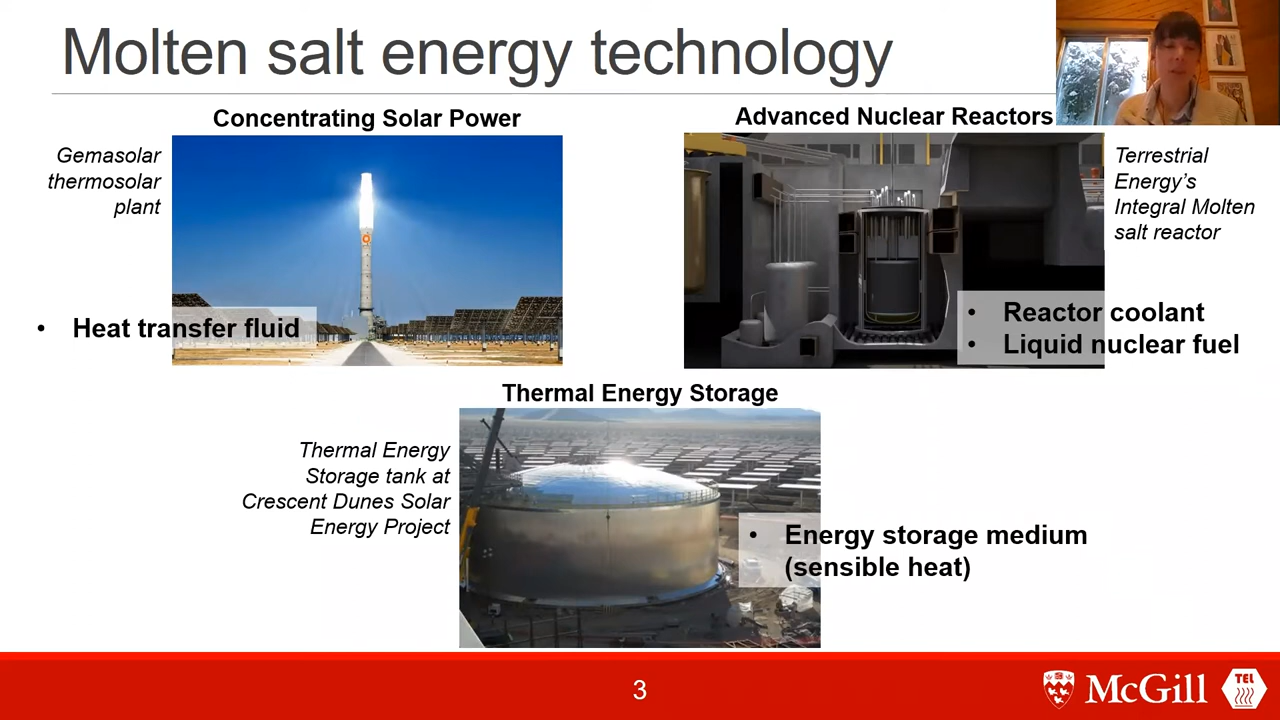 Molten salt energy technology
Concentrating Solar Power
Gemasolar
thermosolar
plant
• Heat transfer fluid
Advanced Nuclear Reactors
Terrestrial
Energy’s
Integral Molten
salt reactor
• Reactor coolant
• Liquid nuclear fuel
Thermal Energy Storage
Thermal Energy
Storage tank at
Crescent Dunes Solar
Energy Project
• Energy storage medium
(sensible heat)
3
McGill
TEL